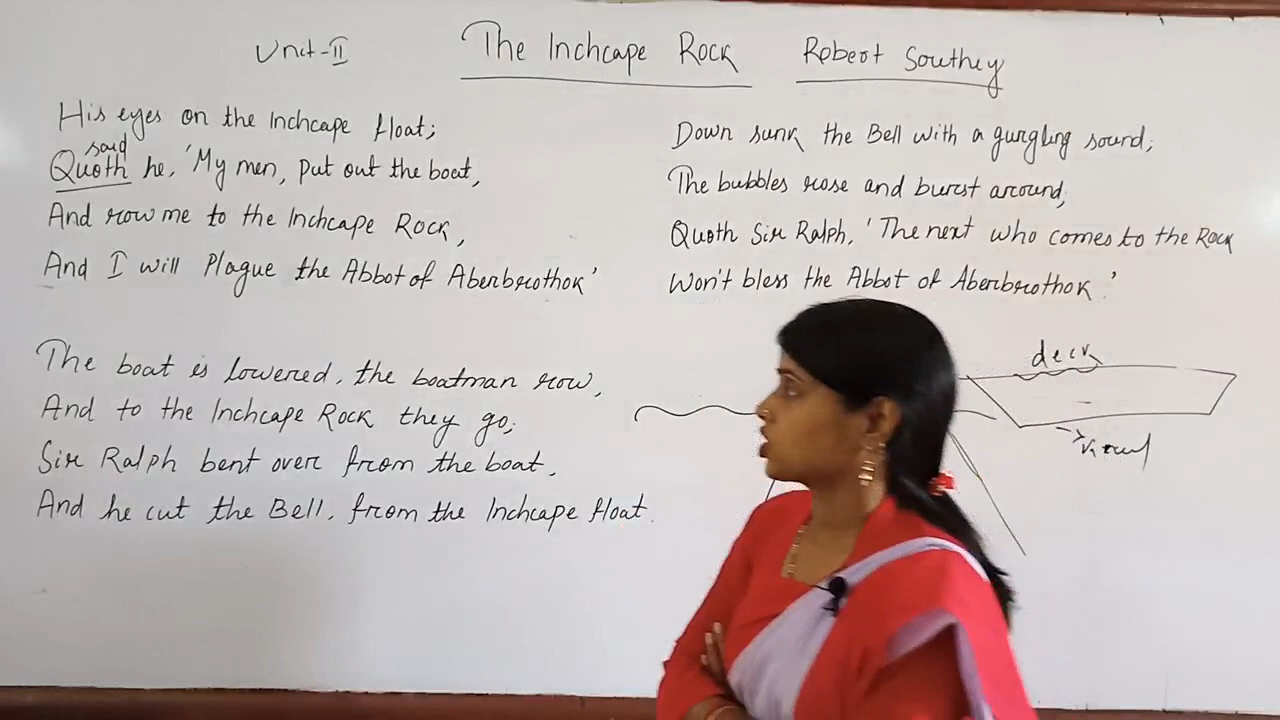 Unit-II The Inchcape Rock Robert Southey
His eyes on the Inchcape float;
said
Quoth he, 'My men, put out the boat,
And row me to the Inchcape Rock,
And I will Plague the Abbot of Aberbrothok'
The boat is lowered, the boatman row,
And to the Inchcape Rock they go;
Sir Ralph bent over from the boat,
And he cut the Bell, from the Inchcape float.
Down sunk the Bell with a gurgling sound;
The bubbles rose and burst around;
Quoth Sir Ralph, 'The next who comes to the Rock
Won't bless the Abbot of Aberbrothok.'
deck